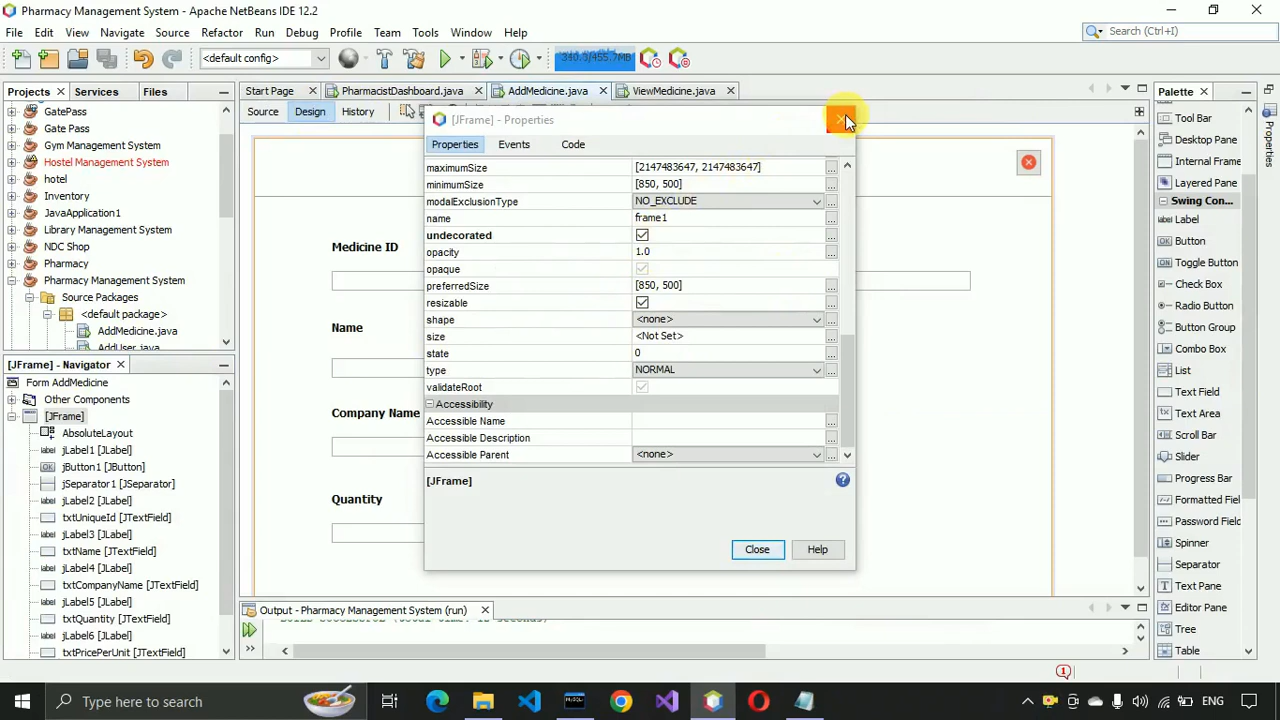 Pharmacy Management System - Apache NetBeans IDE 12.2
File Edit View Navigate Source Refactor Run Debug Profile Team Tools Window Help
Search (Ctrl+I)
<default config>
340.3/455.7MB
Projects Services Files
GatePass
Gate Pass
Gym Management System
Hostel Management System
hotel
Inventory
JavaApplication1
Library Management System
NDC Shop
Pharmacy
Pharmacy Management System
Source Packages
<default package>
AddMedicine.java
AddUser.java
[JFrame] - Navigator
Form AddMedicine
Other Components
[JFrame]
AbsoluteLayout
jLabel1 [JLabel]
jButton1 [JButton]
jSeparator1 [JSeparator]
jLabel2 [JLabel]
txtUniqueId [JTextField]
jLabel3 [JLabel]
txtName [JTextField]
jLabel4 [JLabel]
txtCompanyName [JTextField]
jLabel5 [JLabel]
txtQuantity [JTextField]
jLabel6 [JLabel]
txtPricePerUnit [JTextField]
Start Page PharmacistDashboard.java AddMedicine.java ViewMedicine.java
Source Design History
Medicine ID
Name
Company Name
Quantity
[JFrame] - Properties
Properties Events Code
maximumSize [2147483647, 2147483647]
minimumSize [850, 500]
modalExclusionType NO_EXCLUDE
name frame1
undecorated
opacity 1.0
opaque
preferredSize [850, 500]
resizable
shape <none>
size <Not Set>
state 0
type NORMAL
validateRoot
Accessibility
Accessible Name
Accessible Description
Accessible Parent <none>
[JFrame]
Close Help
Output - Pharmacy Management System (run)
Palette
Tool Bar
Desktop Pane
Internal Frame
Layered Pane
Swing Con...
Label
Button
Toggle Button
Check Box
Radio Button
Button Group
Combo Box
List
Text Field
Text Area
Scroll Bar
Slider
Progress Bar
Formatted Fiel
Password Field
Spinner
Separator
Text Pane
Editor Pane
Tree
Table
Properties
1
Type here to search
ENG